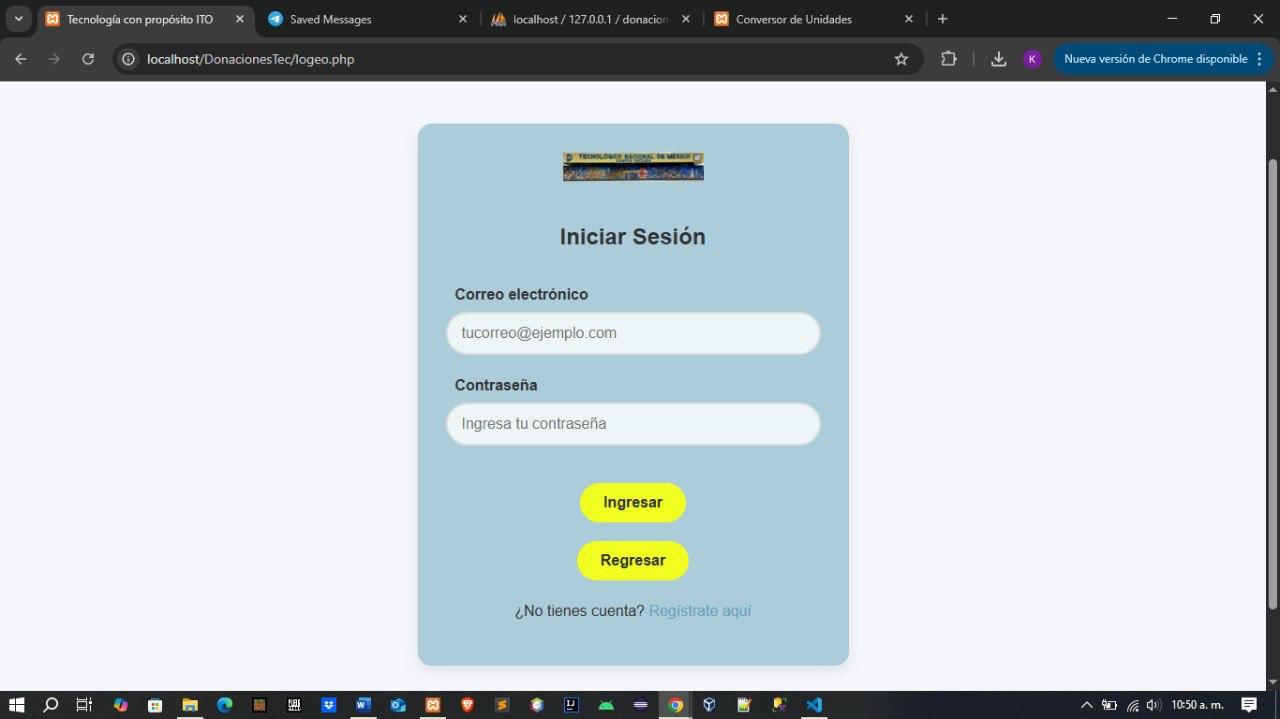 Tecnología con propósito ITO
Saved Messages
localhost / 127.0.0.1 / donacion
Conversor de Unidades
localhost/DonacionesTec/logeo.php
K
Nueva versión de Chrome disponible
TECNOLÓGICO NACIONAL DE MÉXICO
Iniciar Sesión
Correo electrónico
tucorreo@ejemplo.com
Contraseña
Ingresa tu contraseña
Ingresar
Regresar
¿No tienes cuenta? Regístrate aquí
10:50 a. m.